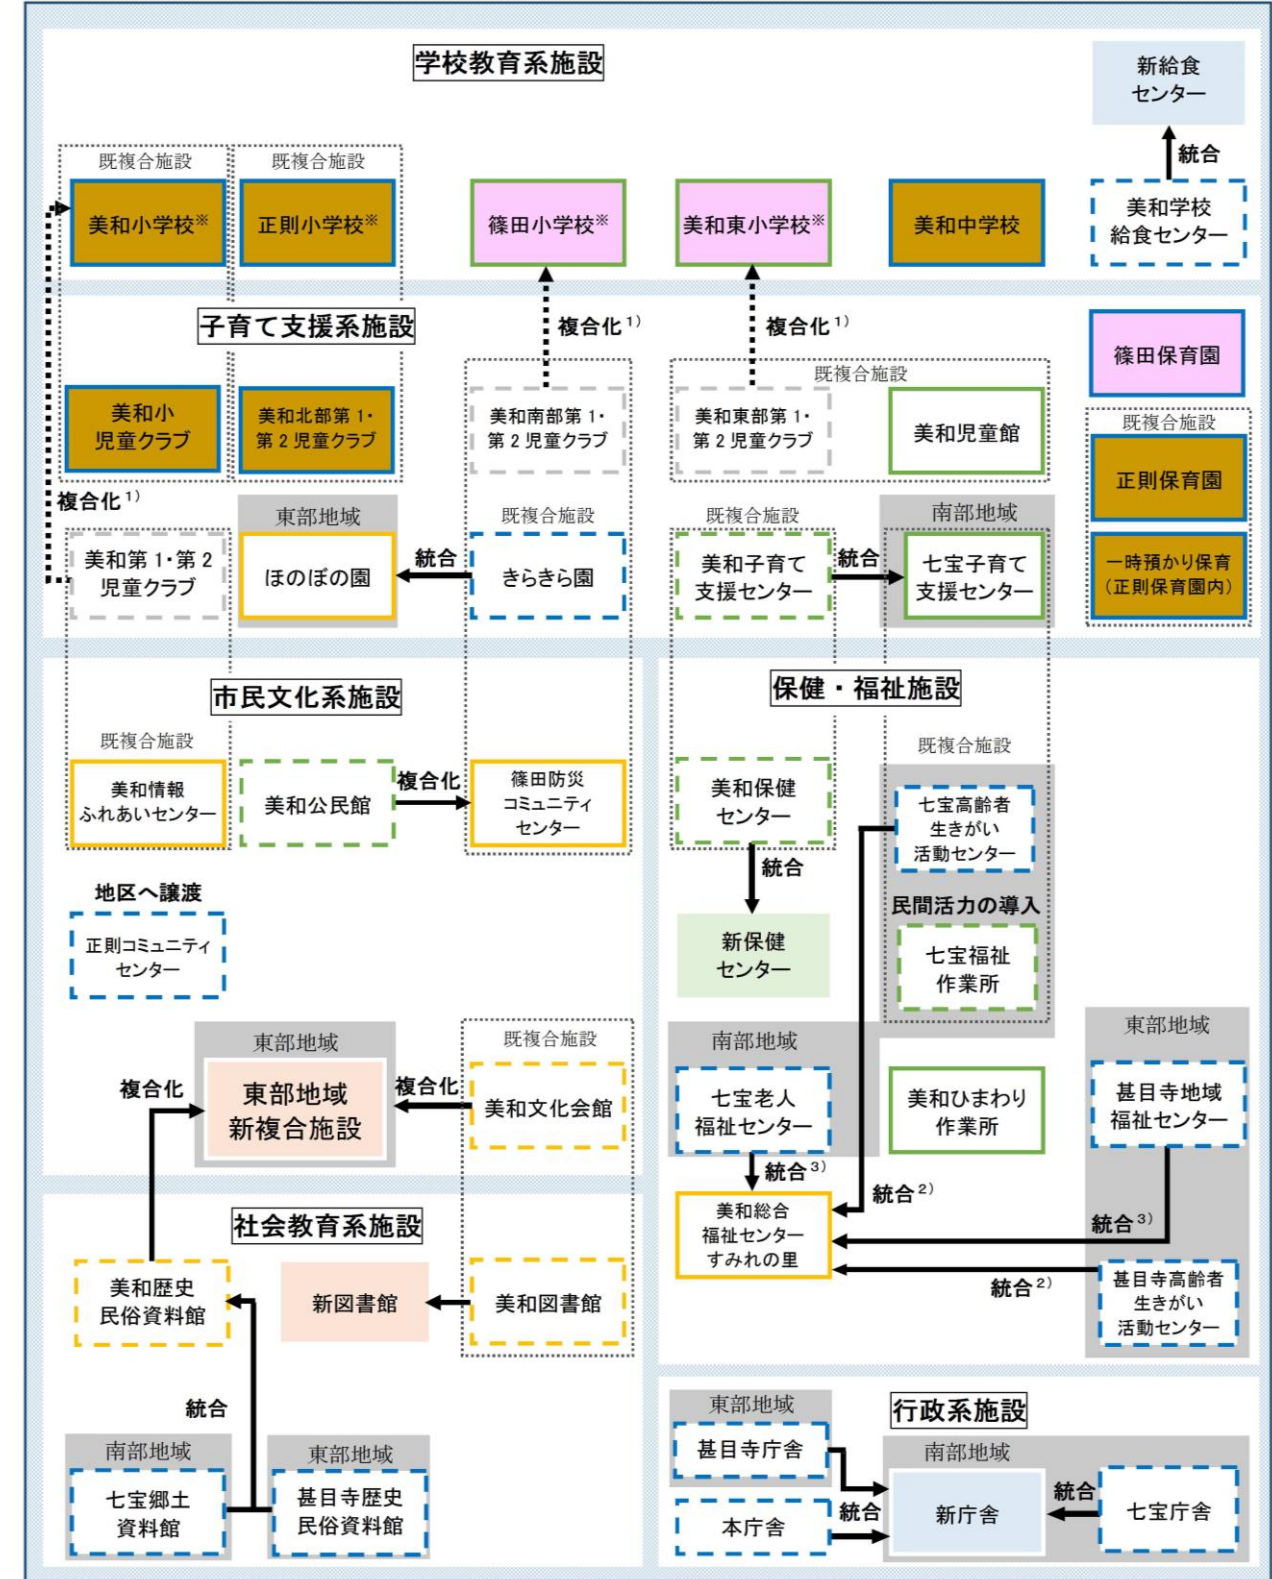 学校教育系施設
新給食
センター
統合
既複合施設
既複合施設
美和小学校※
正則小学校※
篠田小学校※
美和東小学校※
美和中学校
美和学校
給食センター
子育て支援系施設
複合化1)
複合化1)
篠田保育園
既複合施設
美和小
児童クラブ
美和北部第1・
第2児童クラブ
美和南部第1・
第2児童クラブ
美和東部第1・
第2児童クラブ
美和児童館
既複合施設
正則保育園
一時預かり保育
(正則保育園内)
複合化1)
美和第1・第2
児童クラブ
東部地域
ほのぼの園
統合
既複合施設
きらきら園
既複合施設
美和子育て
支援センター
統合
南部地域
七宝子育て
支援センター
市民文化系施設
既複合施設
美和情報
ふれあいセンター
美和公民館
複合化
篠田防災
コミュニティ
センター
地区へ譲渡
正則コミュニティ
センター
東部地域
東部地域
新複合施設
複合化
複合化
既複合施設
美和文化会館
保健・福祉施設
美和保健
センター
統合
新保健
センター
既複合施設
七宝高齢者
生きがい
活動センター
民間活力の導入
七宝福祉
作業所
南部地域
七宝老人
福祉センター
統合3)
美和ひまわり
作業所
東部地域
甚目寺地域
福祉センター
統合2)
統合3)
美和総合
福祉センター
すみれの里
統合2)
甚目寺高齢者
生きがい
活動センター
社会教育系施設
美和歴史
民俗資料館
新図書館
美和図書館
統合
南部地域
七宝郷土
資料館
東部地域
甚目寺歴史
民俗資料館
行政系施設
東部地域
甚目寺庁舎
本庁舎
統合
南部地域
新庁舎
統合
七宝庁舎